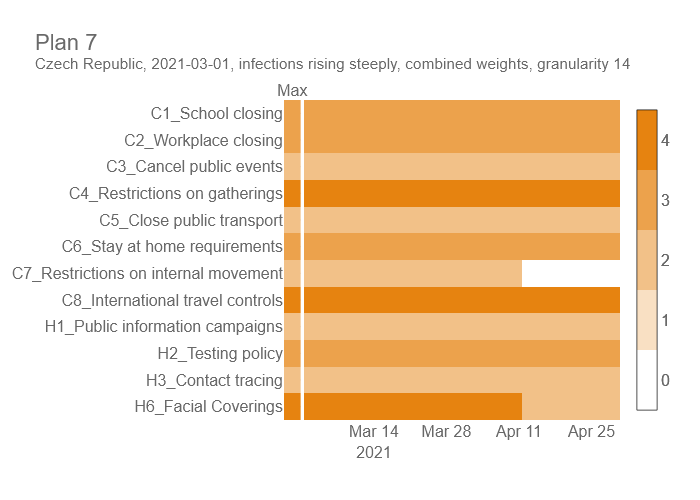 Plan 7
Czech Republic, 2021-03-01, infections rising steeply, combined weights, granularity 14
Max
C1_School closing
C2_Workplace closing
C3_Cancel public events
C4_Restrictions on gatherings
C5_Close public transport
C6_Stay at home requirements
C7_Restrictions on internal movement
C8_International travel controls
H1_Public information campaigns
H2_Testing policy
H3_Contact tracing
H6_Facial Coverings
Mar 14 Mar 28 Apr 11 Apr 25
2021
4
3
2
1
0